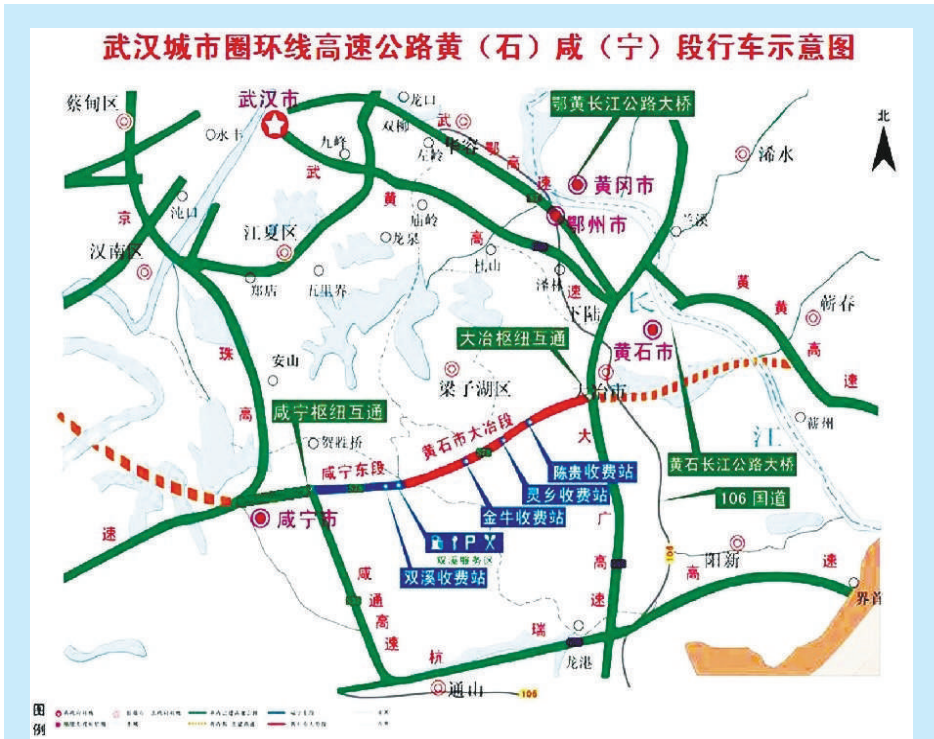 武汉城市圈环线高速公路黄（石）咸（宁）段行车示意图
蔡甸区
武汉市
龙口
鄂黄长江公路大桥
北
水卡
双柳
武
华容
鄂
高
速
九峰
左岭
浠水
武
黄冈市
京
沌口
黄
庙岭
鄂州市
兰溪
江夏区
龙泉
高
汉南区
杜山
郑店
五里界
泽林
速
长
黄
下陆
黄
蕲春
珠
大冶枢纽互通
黄石市
高
安山
梁子湖区
大冶市
速
高
咸宁枢纽互通
贺胜桥
黄石市大冶段
大
蕲州
江
咸宁东段
陈贵收费站
黄石长江公路大桥
灵乡收费站
106国道
速
咸宁市
金牛收费站
广
P
双溪服务区
阳新
106
咸
双溪收费站
高
高
速
通
速
界首
高
瑞
速
杭
龙港
通山
106
图
例